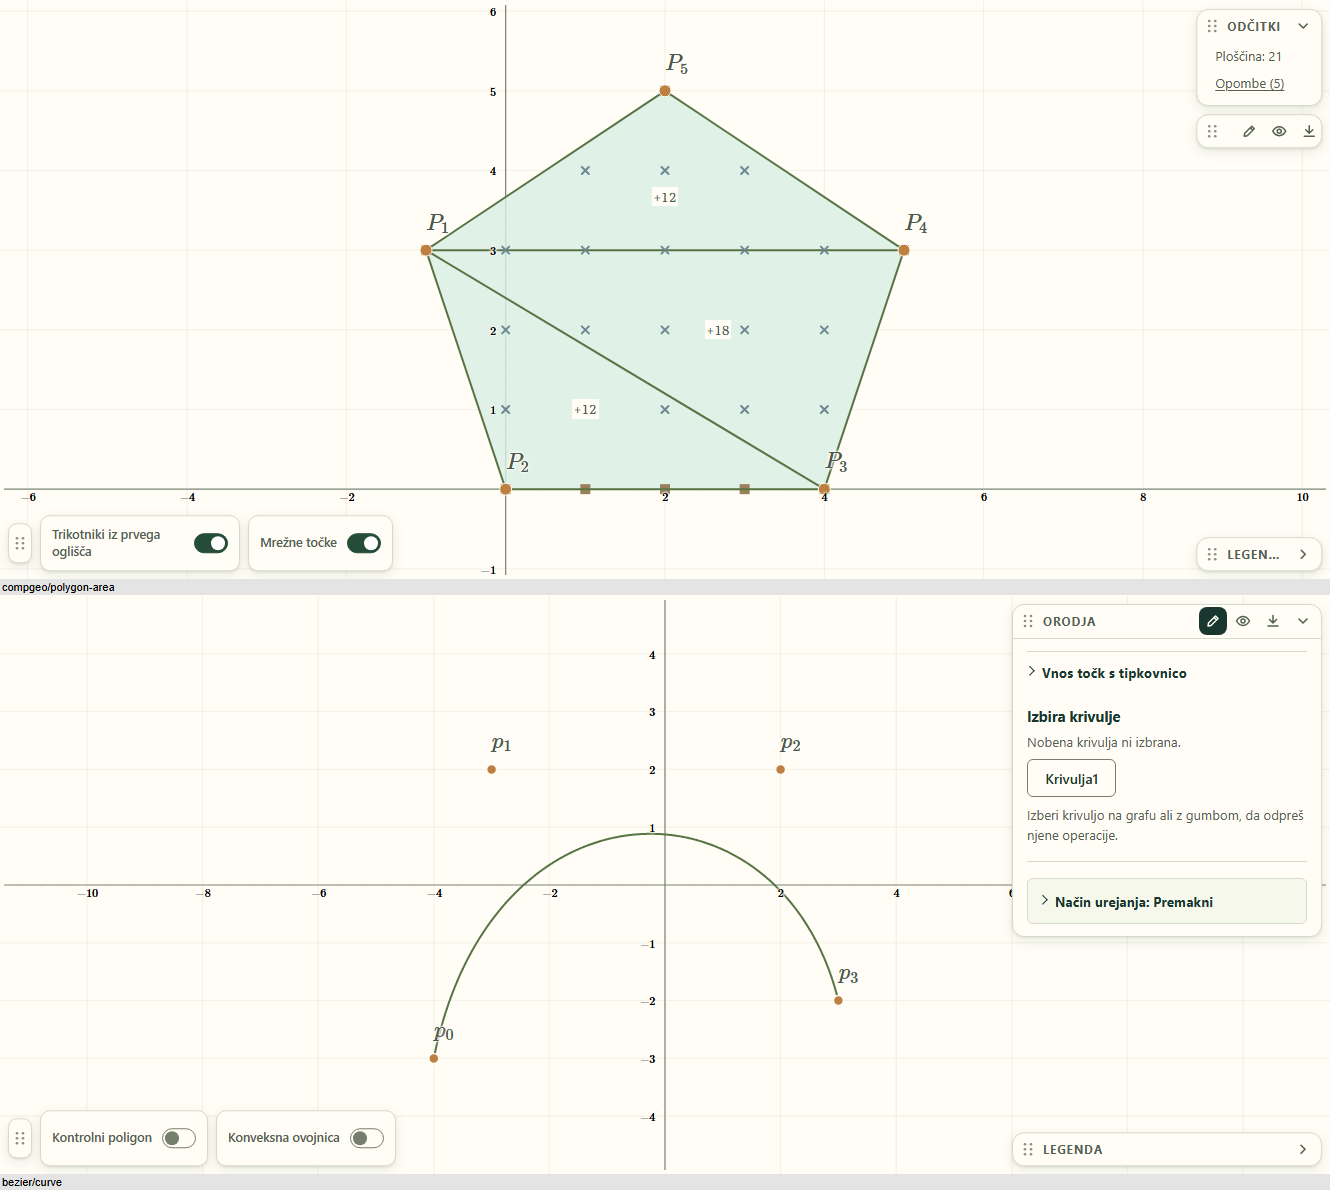 6
P5
5
4
+12
P1
P4
3
2
+18
1
+12
P2
P3
−6
−4
−2
2
4
6
8
10
−1
ODČITKI
Ploščina: 21
Opombe (5)
Trikotniki iz prvega
oglišča
Mrežne točke
LEGEN...
compgeo/polygon-area
4
3
p1
p2
2
1
−10
−8
−6
−4
−2
2
4
−1
p3
−2
p0
−3
−4
ORODJA
Vnos točk s tipkovnico
Izbira krivulje
Nobena krivulja ni izbrana.
Krivulja1
Izberi krivuljo na grafu ali z gumbom, da odpreš
njene operacije.
Način urejanja: Premakni
Kontrolni poligon
Konveksna ovojnica
LEGENDA
bezier/curve